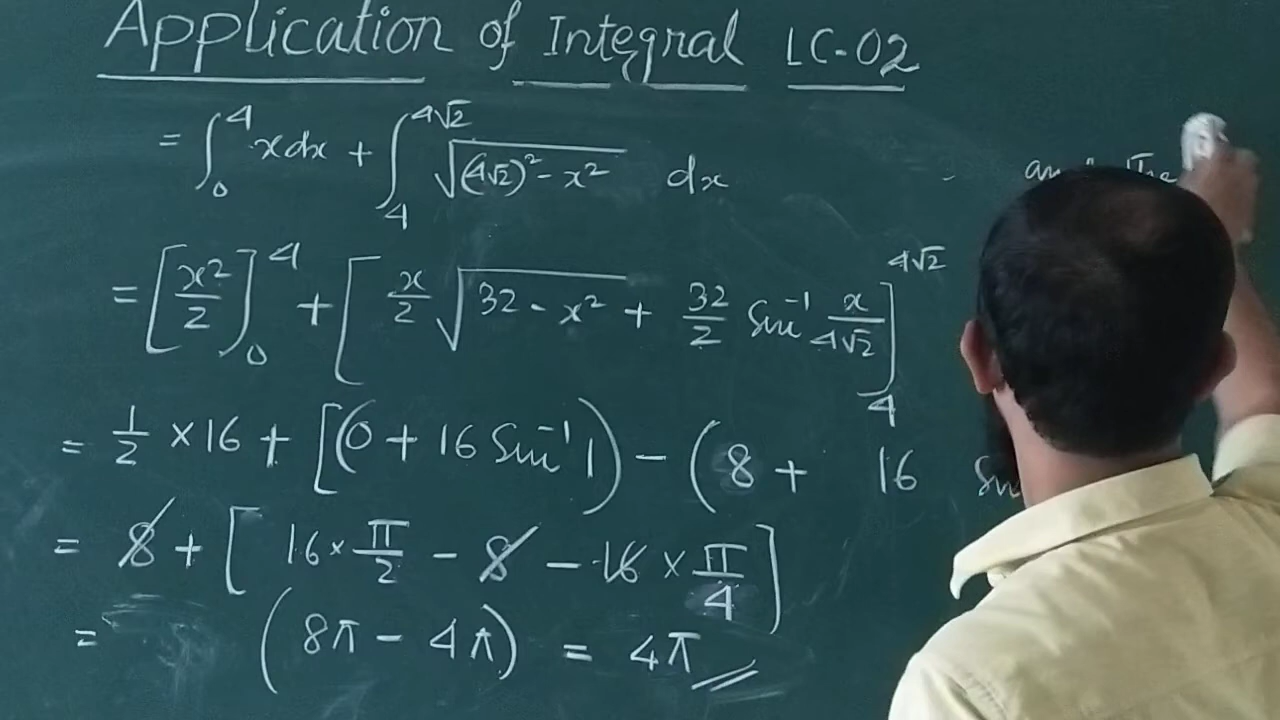 Application of Integral LC-02
= ∫₀⁴ x dx + ∫₄^{4√2} √((4√2)² - x²) dx
= [x²/2]₀⁴ + [x/2 √(32 - x²) + 32/2 Sin⁻¹ x/4√2]₄^{4√2}
= 1/2 × 16 + [(0 + 16 Sin⁻¹ 1) - (8 + 16
= 8 + [16 × π/2 - 8 - 16 × π/4]
= (8π - 4π) = 4π